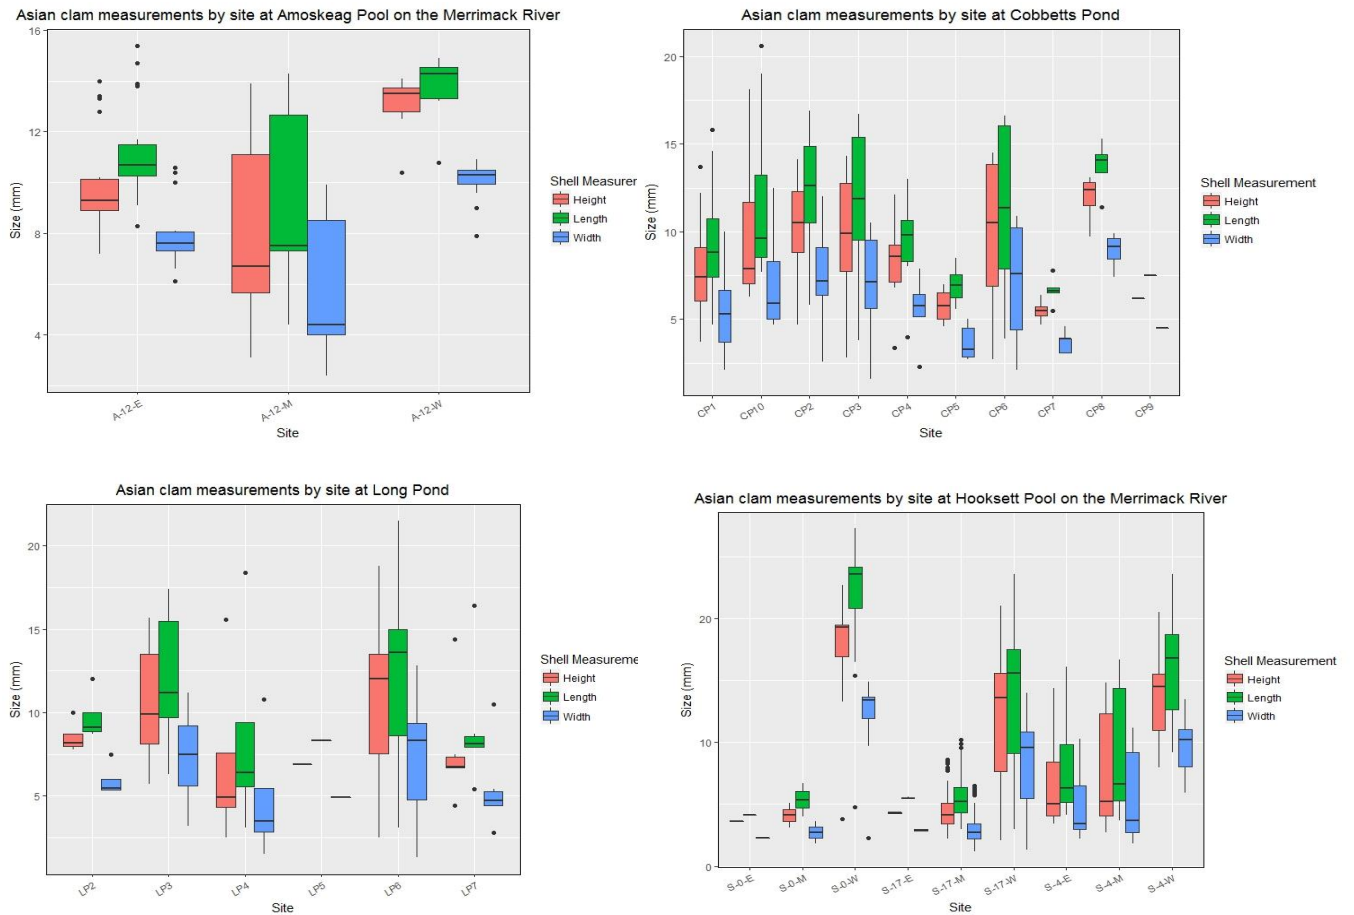 Asian clam measurements by site at Amoskeag Pool on the Merrimack River
16
12
8
4
Size (mm)
A-12-E
A-12-M
A-12-W
Site
Shell Measurer
Height
Length
Width
Asian clam measurements by site at Cobbetts Pond
20
15
10
5
Size (mm)
CP1
CP10
CP2
CP3
CP4
CP5
CP6
CP7
CP8
CP9
Site
Shell Measurement
Height
Length
Width
Asian clam measurements by site at Long Pond
20
15
10
5
Size (mm)
LP2
LP3
LP4
LP5
LP6
LP7
Site
Shell Measureme
Height
Length
Width
Asian clam measurements by site at Hooksett Pool on the Merrimack River
20
10
0
Size (mm)
S-0-E
S-0-M
S-0-W
S-17-E
S-17-M
S-17-W
S-4-E
S-4-M
S-4-W
Site
Shell Measurement
Height
Length
Width